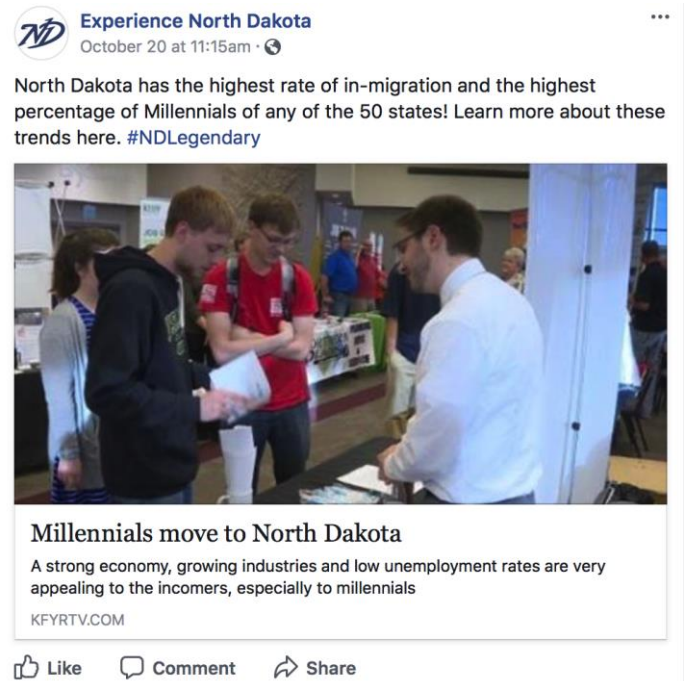 ND
Experience North Dakota
October 20 at 11:15am ·
North Dakota has the highest rate of in-migration and the highest
percentage of Millennials of any of the 50 states! Learn more about these
trends here. #NDLegendary
Millennials move to North Dakota
A strong economy, growing industries and low unemployment rates are very
appealing to the incomers, especially to millennials
KFYRTV.COM
Like Comment Share